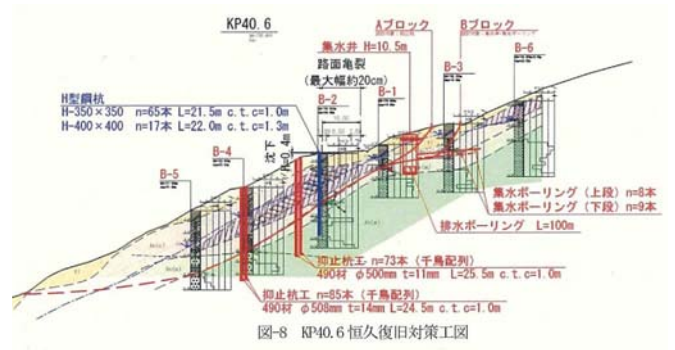 KP40.6
Aブロック
Bブロック
集水井 H=10.5m
B-6
路面亀裂
(最大幅約20cm)
B-3
B-1
H型鋼杭
H-350×350 n=65本 L=21.5m c.t.c=1.0m
H-400×400 n=17本 L=22.0m c.t.c=1.3m
B-2
沈下
h=0.4m
B-4
B-5
集水ボーリング (上段) n=8本
集水ボーリング (下段) n=9本
排水ボーリング L=100m
抑止杭工 n=73本 (千鳥配列)
490材 φ500mm t=11mm L=25.5m c.t.c=1.0m
抑止杭工 n=85本 (千鳥配列)
490材 φ508mm t=14mm L=24.5m c.t.c=1.0m
図-8 KP40.6 恒久復旧対策工図